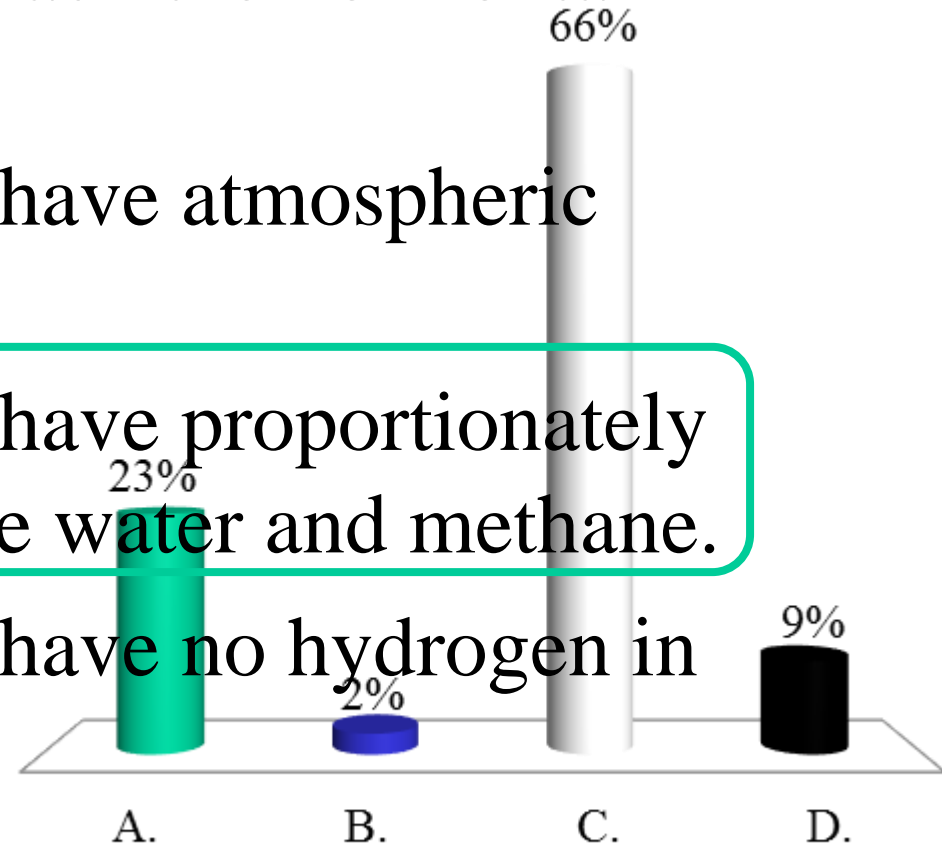 66%
have atmospheric
have proportionately
23%
e water and methane.
9%
have no hydrogen in
2%
A. B. C. D.